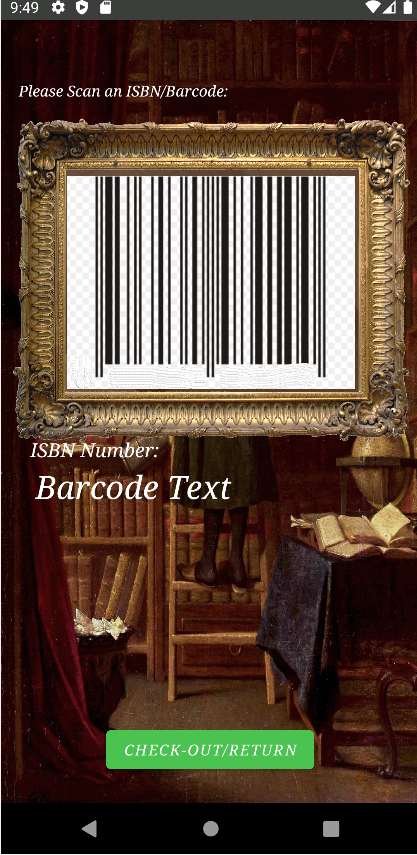 9:49
Please Scan an ISBN/Barcode:
ISBN Number:
Barcode Text
CHECK-OUT/RETURN